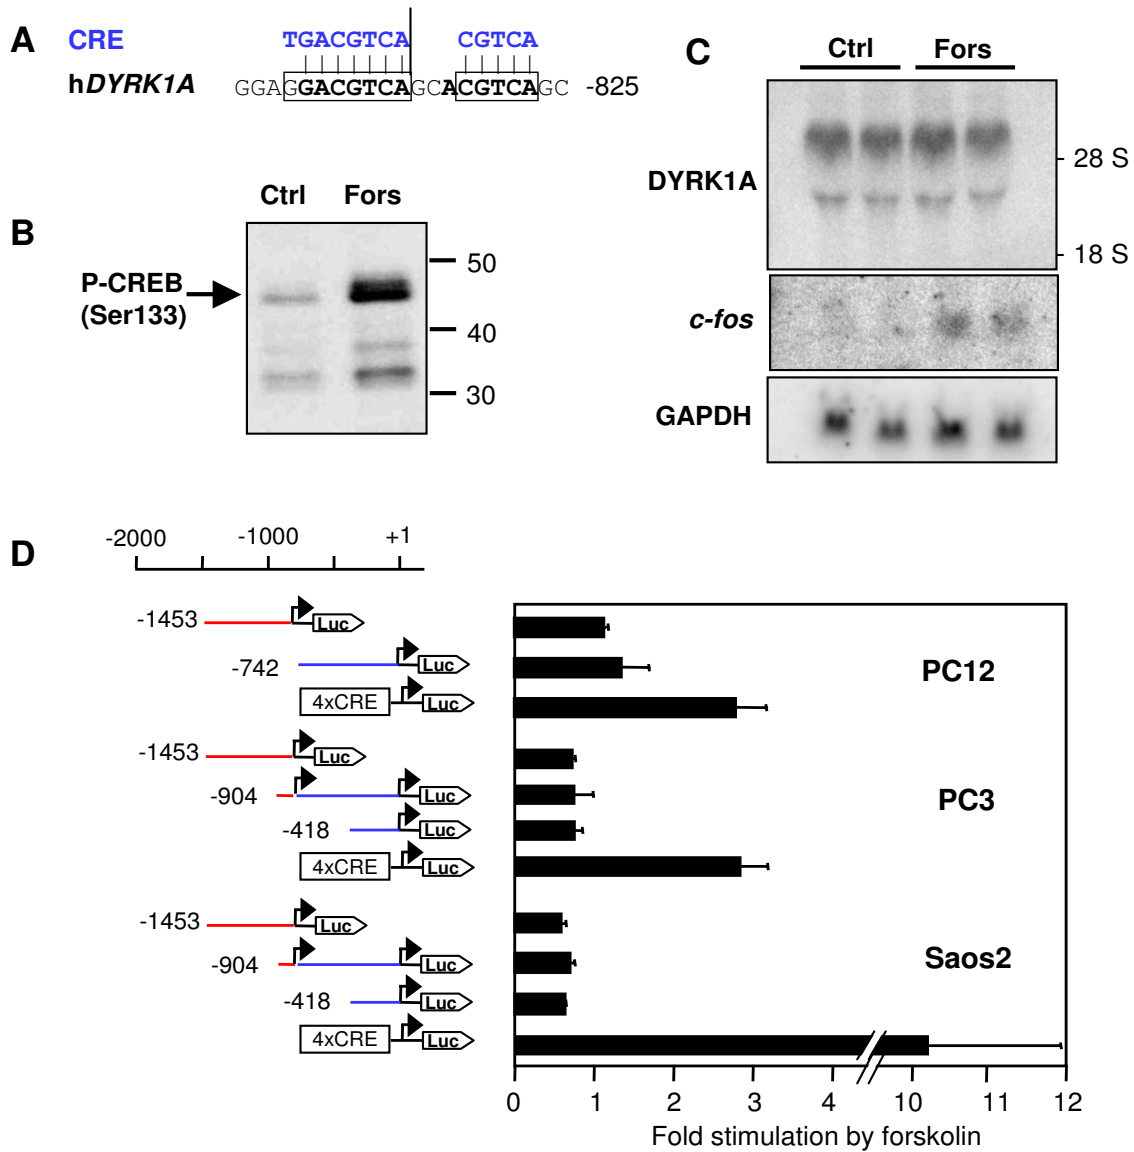 A
CRE TGACGTCA CGTCA
hDYRK1A GGAGGACGTCAGCACGTCAGC -825
B
Ctrl Fors
P-CREB
(Ser133)
50
40
30
C
Ctrl Fors
DYRK1A
28 S
18 S
c-fos
GAPDH
D
-2000 -1000 +1
-1453 Luc
-742 Luc
4xCRE Luc
PC12
-1453 Luc
-904 Luc
-418 Luc
4xCRE Luc
PC3
-1453 Luc
-904 Luc
-418 Luc
4xCRE Luc
Saos2
0 1 2 3 4 10 11 12
Fold stimulation by forskolin